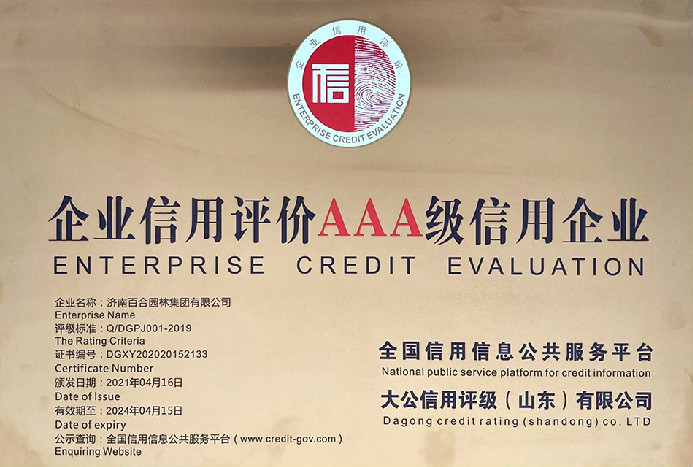 企业信用评价
信
ENTERPRISE CREDIT EVALUATION
企业信用评价AAA级信用企业
ENTERPRISE CREDIT EVALUATION
企业名称：济南百合园林集团有限公司
Enterprise Name
评级标准：Q/DGPJ001-2019
The Rating Criteria
证书编号：DGXY202020152133
Certificate Number
颁发日期：2021年04月16日
Date of Issue
有效期至：2024年04月15日
Date of expiry
公示查询：全国信用信息公共服务平台（www.credit-gov.com）
Enquiring Website
全国信用信息公共服务平台
National public service platform for credit information
大公信用评级（山东）有限公司
Dagong credit rating (shandong) co. LTD